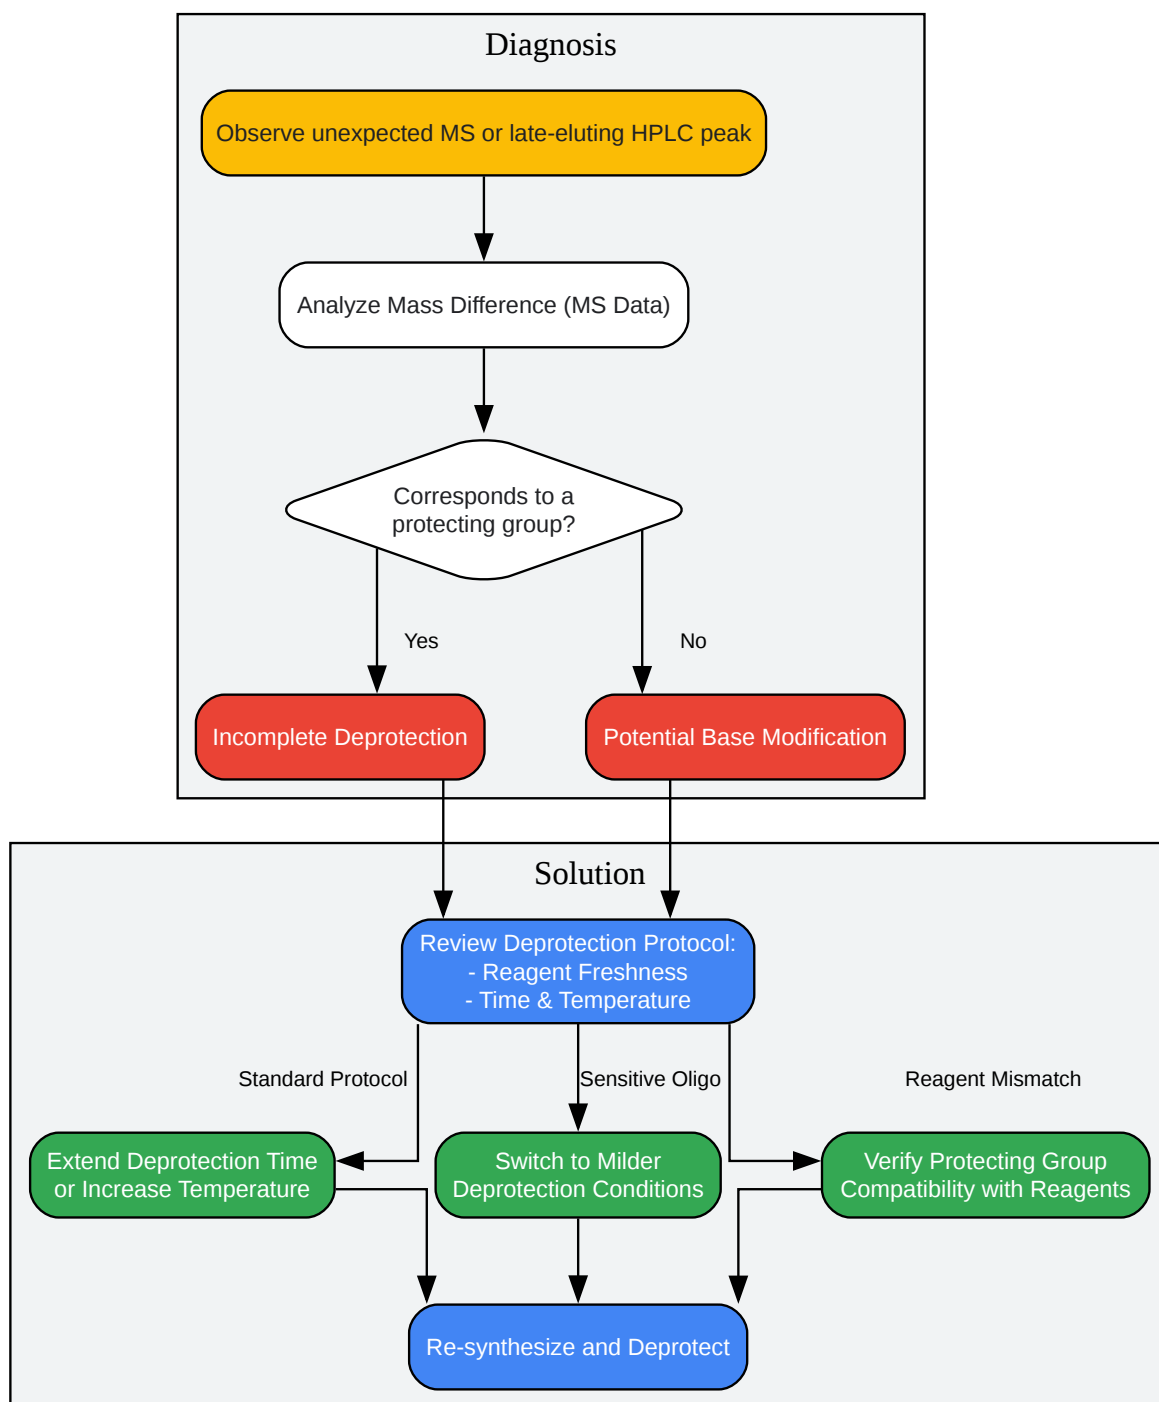 Diagnosis
Observe unexpected MS or late-eluting HPLC peak
Analyze Mass Difference (MS Data)
Corresponds to a
protecting group?
Yes
No
Incomplete Deprotection
Potential Base Modification
Solution
Review Deprotection Protocol:
- Reagent Freshness
- Time & Temperature
Standard Protocol
Sensitive Oligo
Reagent Mismatch
Extend Deprotection Time
or Increase Temperature
Switch to Milder
Deprotection Conditions
Verify Protecting Group
Compatibility with Reagents
Re-synthesize and Deprotect